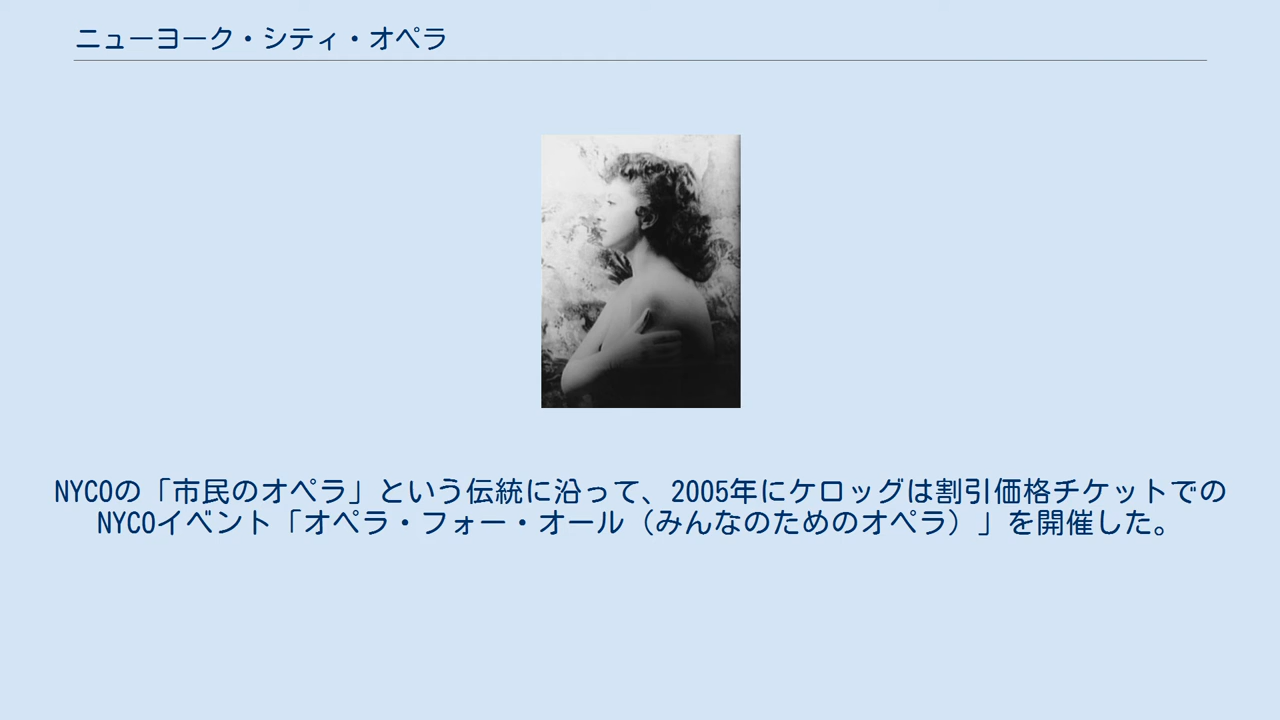 ニューヨーク・シティ・オペラ
NYCOの「市民のオペラ」という伝統に沿って、2005年にケロッグは割引価格チケットでの
NYCOイベント「オペラ・フォー・オール（みんなのためのオペラ）」を開催した。